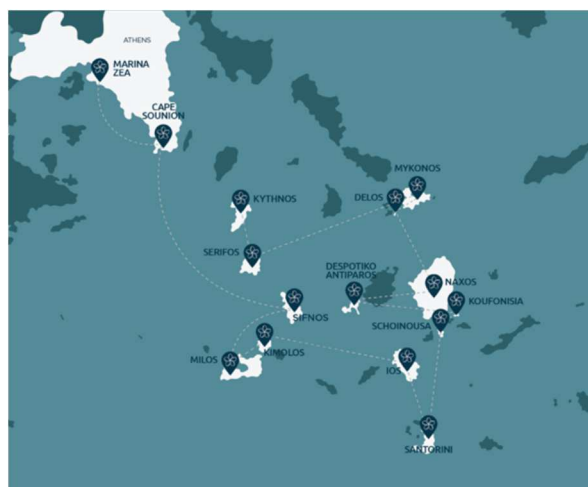 ATHENS
MARINA
ZEA
CAPE
SOUNION
MYKONOS
DELOS
KYTHNOS
SERIFOS
DESPOTIKO
ANTIPAROS
NAXOS
KOUFONISIA
SIFNOS
SCHOINOUSA
KIMOLOS
MILOS
IOS
SANTORINI